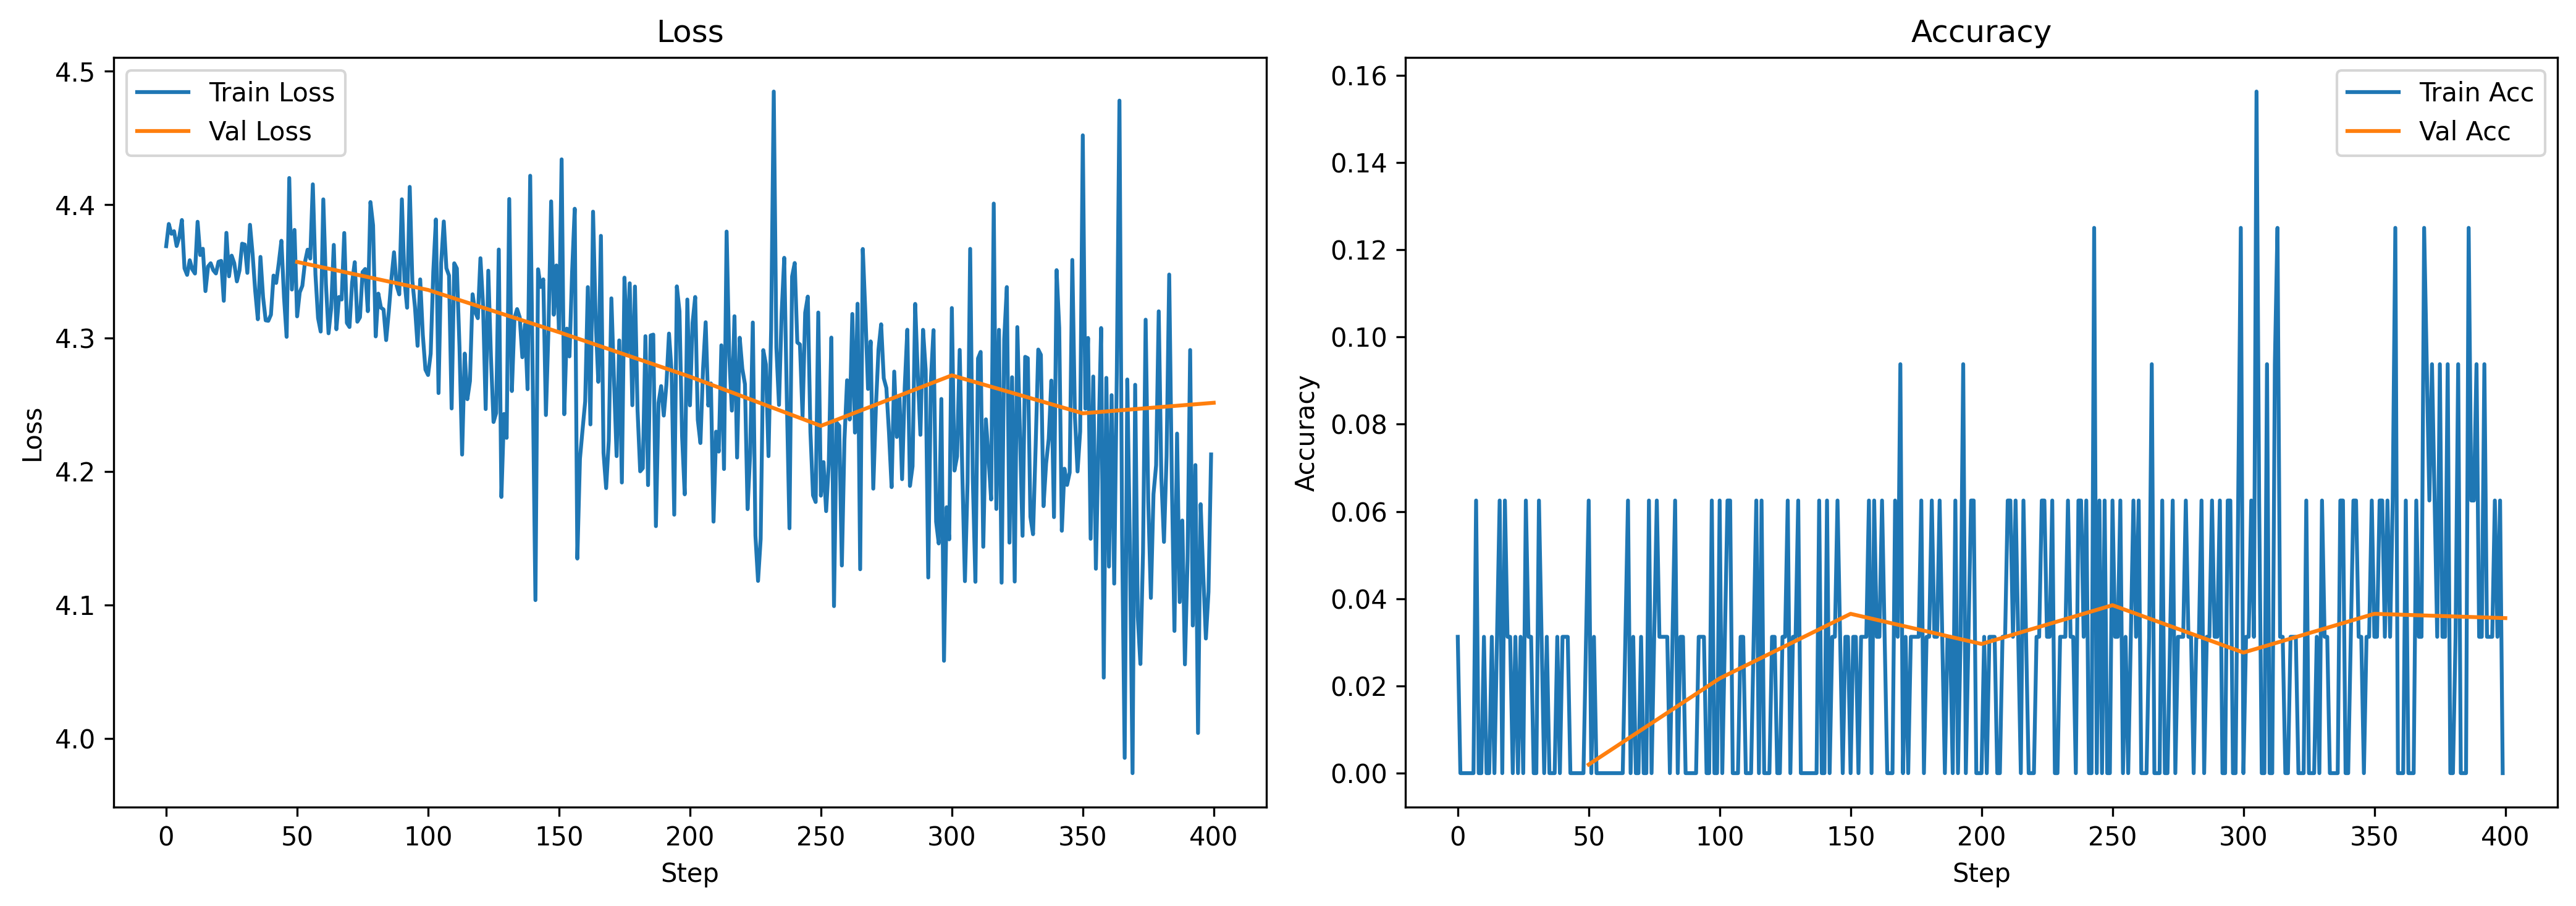 Loss
4.5
4.4
4.3
4.2
4.1
4.0
Loss
Train Loss
Val Loss
0 50 100 150 200 250 300 350 400
Step
Accuracy
0.16
0.14
0.12
0.10
0.08
0.06
0.04
0.02
0.00
Accuracy
Train Acc
Val Acc
0 50 100 150 200 250 300 350 400
Step